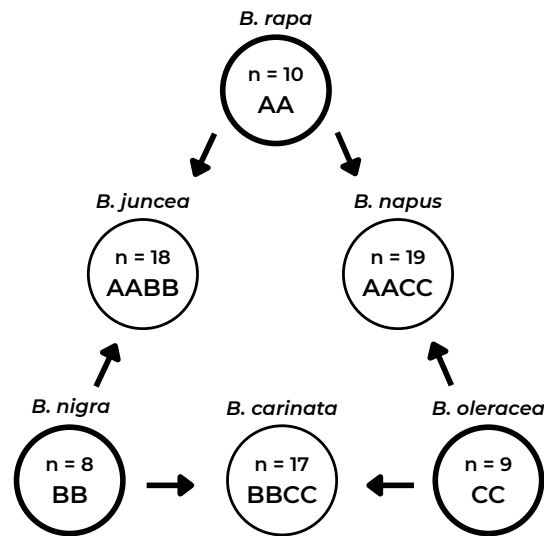 B. rapa
n = 10
AA
B. juncea
B. napus
n = 18
AABB
n = 19
AACC
B. nigra
B. carinata
B. oleracea
n = 8
BB
n = 17
BBCC
n = 9
CC